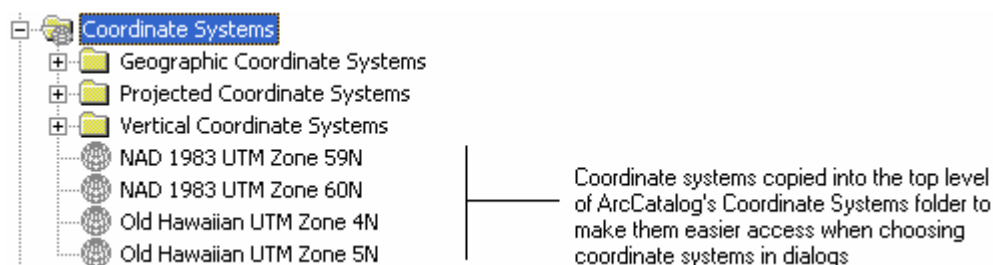 Coordinate Systems
Geographic Coordinate Systems
Projected Coordinate Systems
Vertical Coordinate Systems
NAD 1983 UTM Zone 59N
NAD 1983 UTM Zone 60N
Old Hawaiian UTM Zone 4N
Old Hawaiian UTM Zone 5N
Coordinate systems copied into the top level
of ArcCatalog's Coordinate Systems folder to
make them easier access when choosing
coordinate systems in dialogs